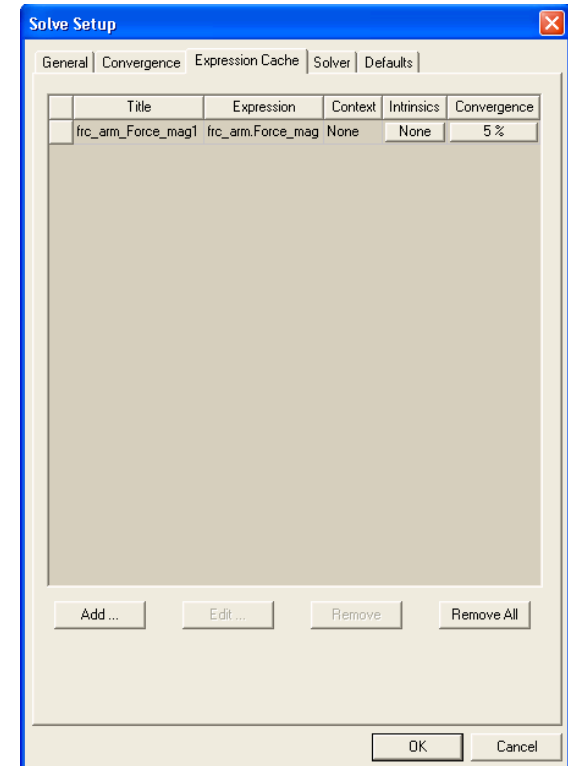 Solve Setup
General Convergence Expression Cache Solver Defaults
Title Expression Context Intrinsics Convergence
frc_arm_Force_mag1 frc_arm.Force_mag None None 5 %
Add ... Edit ... Remove Remove All
OK Cancel